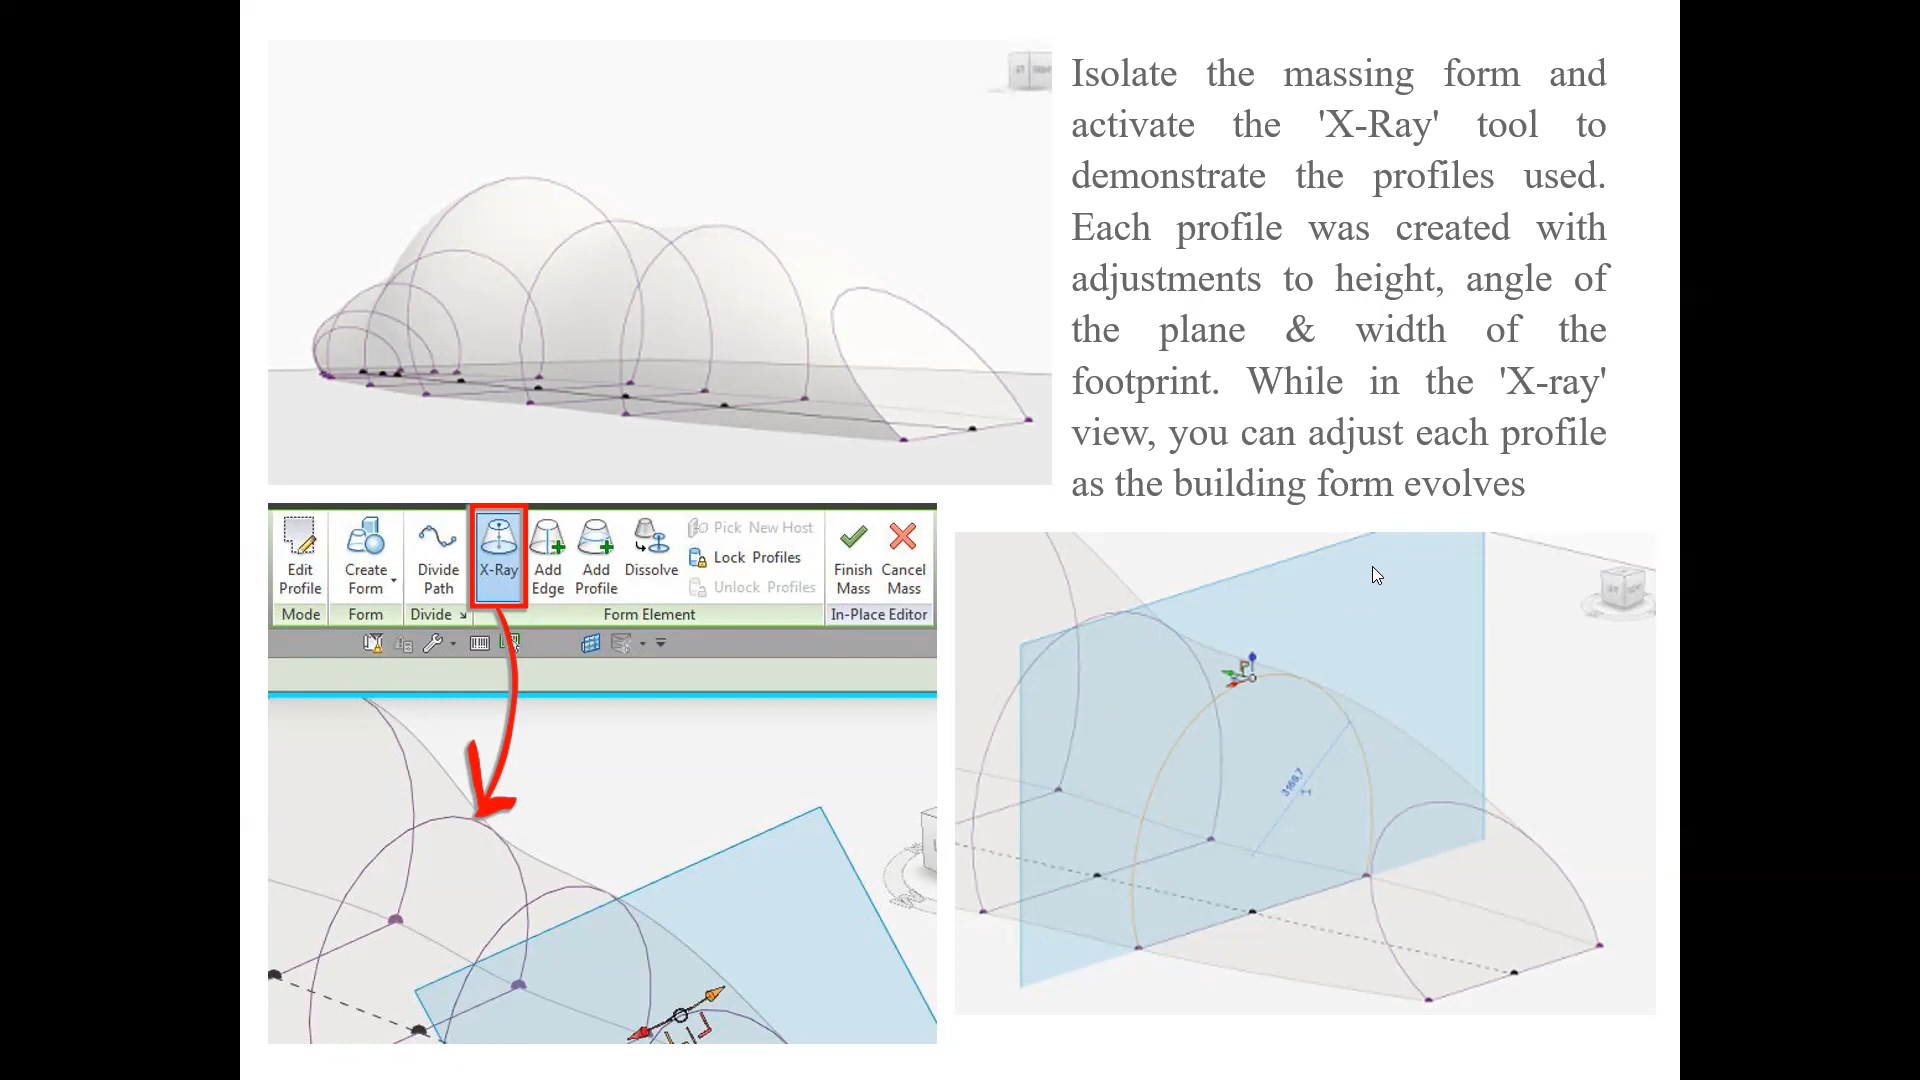 Isolate the massing form and
activate the 'X-Ray' tool to
demonstrate the profiles used.
Each profile was created with
adjustments to height, angle of
the plane & width of the
footprint. While in the 'X-ray'
view, you can adjust each profile
as the building form evolves
Edit Profile
Create Form
Divide Path
X-Ray
Add Edge
Add Profile
Dissolve
Pick New Host
Lock Profiles
Unlock Profiles
Finish Mass
Cancel Mass
Mode
Form
Divide
Form Element
In-Place Editor